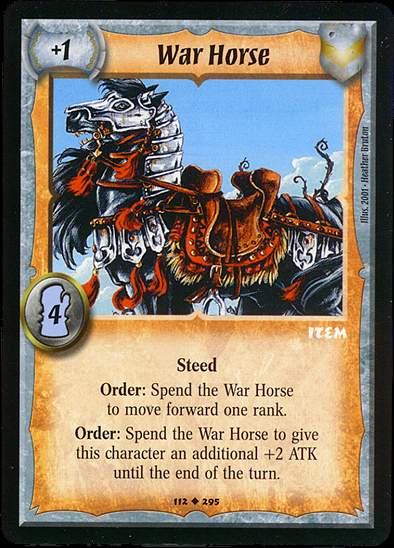 +1
War Horse
Illus. 2001 • Heather Bruton
4
ITEM
Steed
Order: Spend the War Horse
to move forward one rank.
Order: Spend the War Horse to give
this character an additional +2 ATK
until the end of the turn.
112 ◆ 295